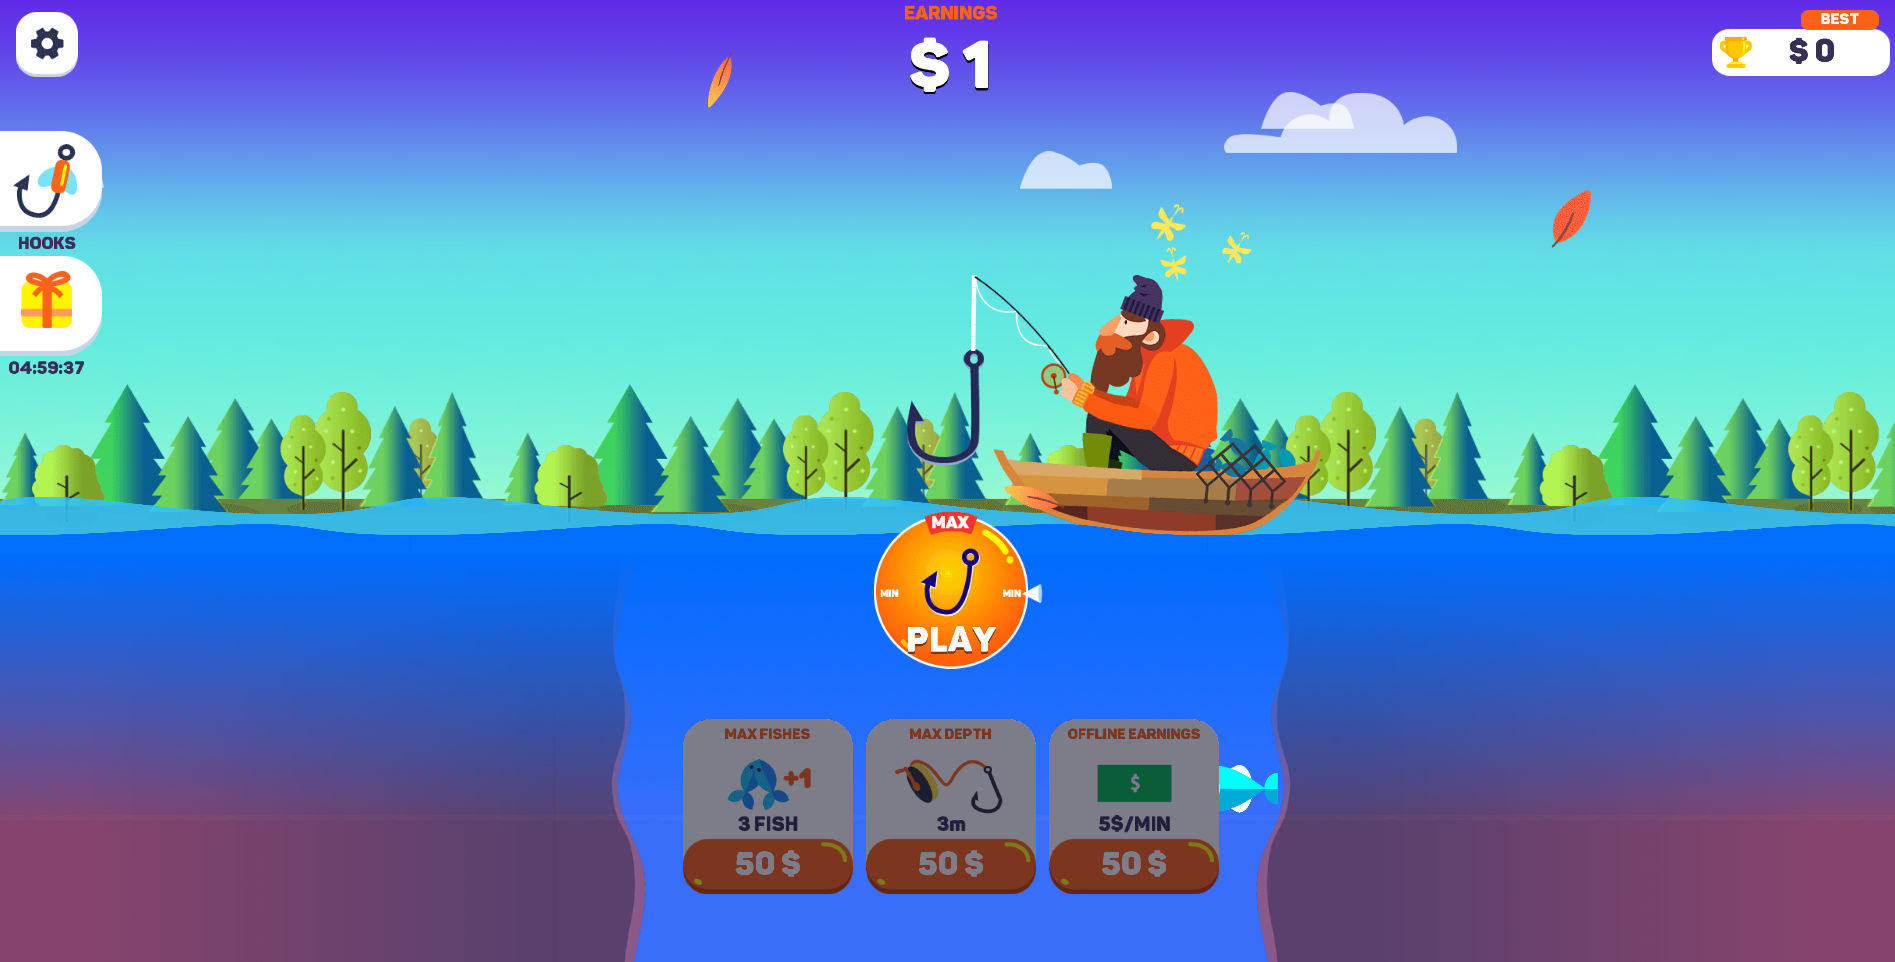 EARNINGS
$ 1
BEST
$ 0
HOOKS
04:59:37
MAX
MIN
MIN
PLAY
MAX FISHES
+1
3 FISH
50 $
MAX DEPTH
3m
50 $
OFFLINE EARNINGS
$
5$/MIN
50 $